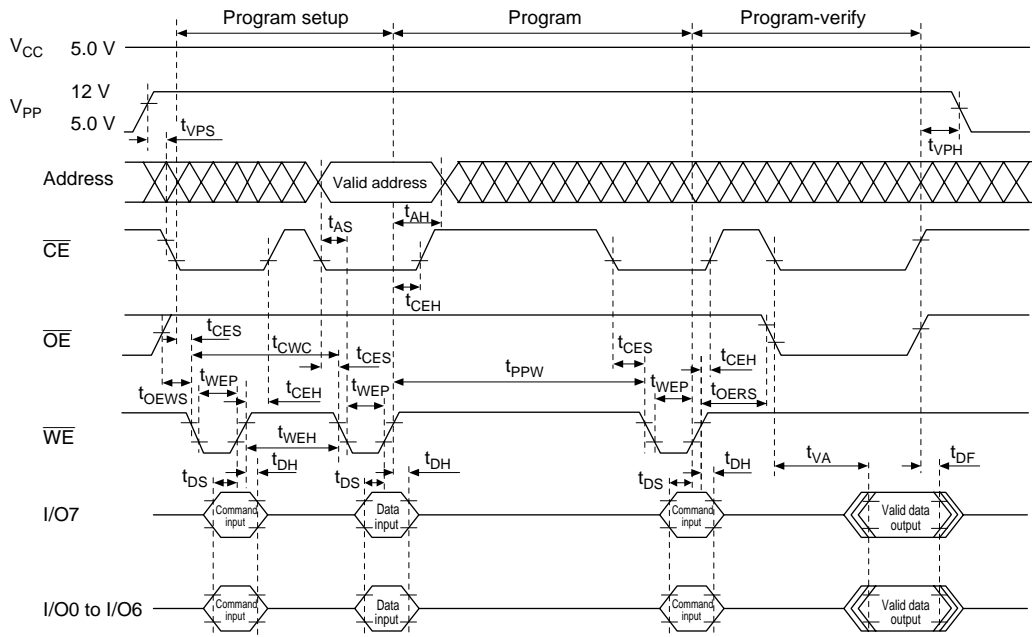 Program setup Program Program-verify
VCC 5.0 V
12 V
VPP
5.0 V
tVPS
tVPH
Address Valid address
tAS tAH
CE
tCEH
OE
tCES tCWC tCES tCES tCEH
tPPW
tWEP tCEH tWEP tWEP tOERS
tOEWS
WE
tWEH
tVA
tDS tDH tDS tDH tDS tDH tDF
I/O7 Command input Data input Command input Valid data output
I/O0 to I/O6 Command input Data input Command input Valid data output